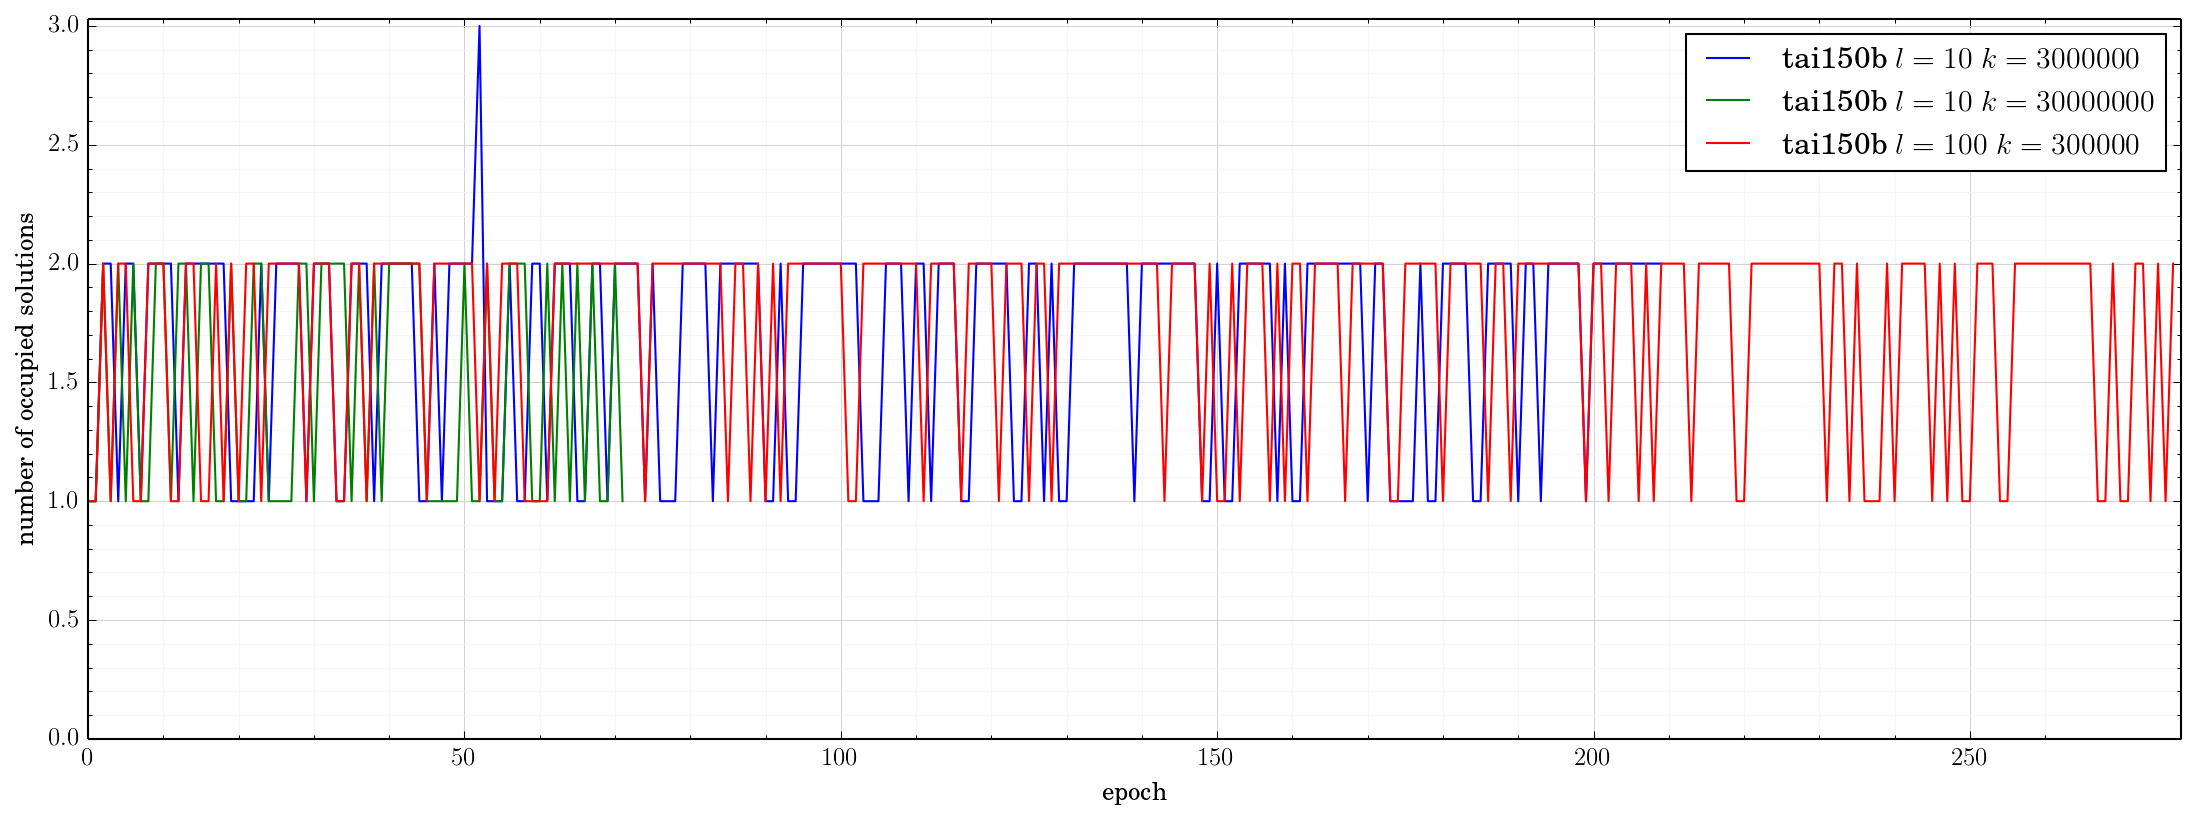 3.0
2.5
2.0
1.5
1.0
0.5
0.0
number of occupied solutions
tai150b l = 10 k = 3000000
tai150b l = 10 k = 30000000
tai150b l = 100 k = 300000
0 50 100 150 200 250
epoch